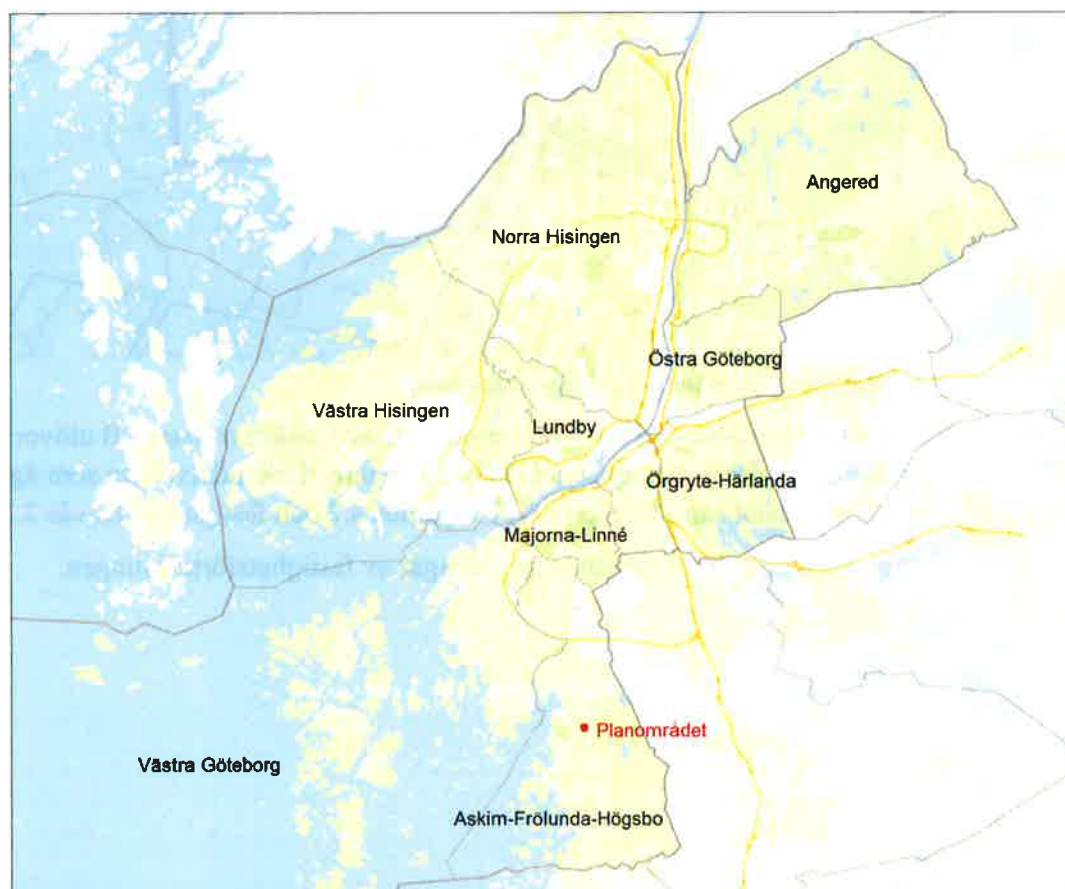 Angered
Norra Hisingen
Östra Göteborg
Västra Hisingen
Lundby
Örgryte-Härlanda
Majorna-Linné
Planområdet
Västra Göteborg
Askim-Frölunda-Högsbo